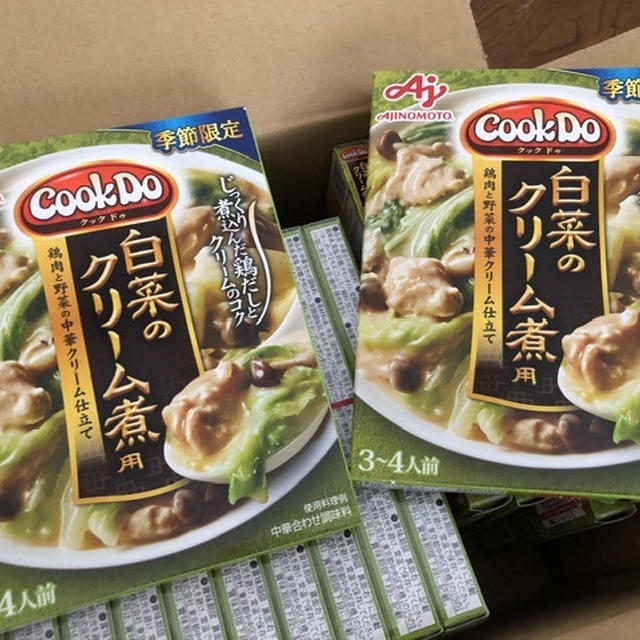 季節限定
CookDo
クック ドゥ
白菜の
クリーム煮用
鶏肉と野菜の中華クリーム仕立て
じっくり
煮込んだ鶏だしと
クリームのコク
使用料理例
中華合わせ調味料
4人前
Aj
AJINOMOTO
季節
CookDo
クック ドゥ
白菜の
クリーム煮用
鶏肉と野菜の中華クリーム仕立て
3~4人前